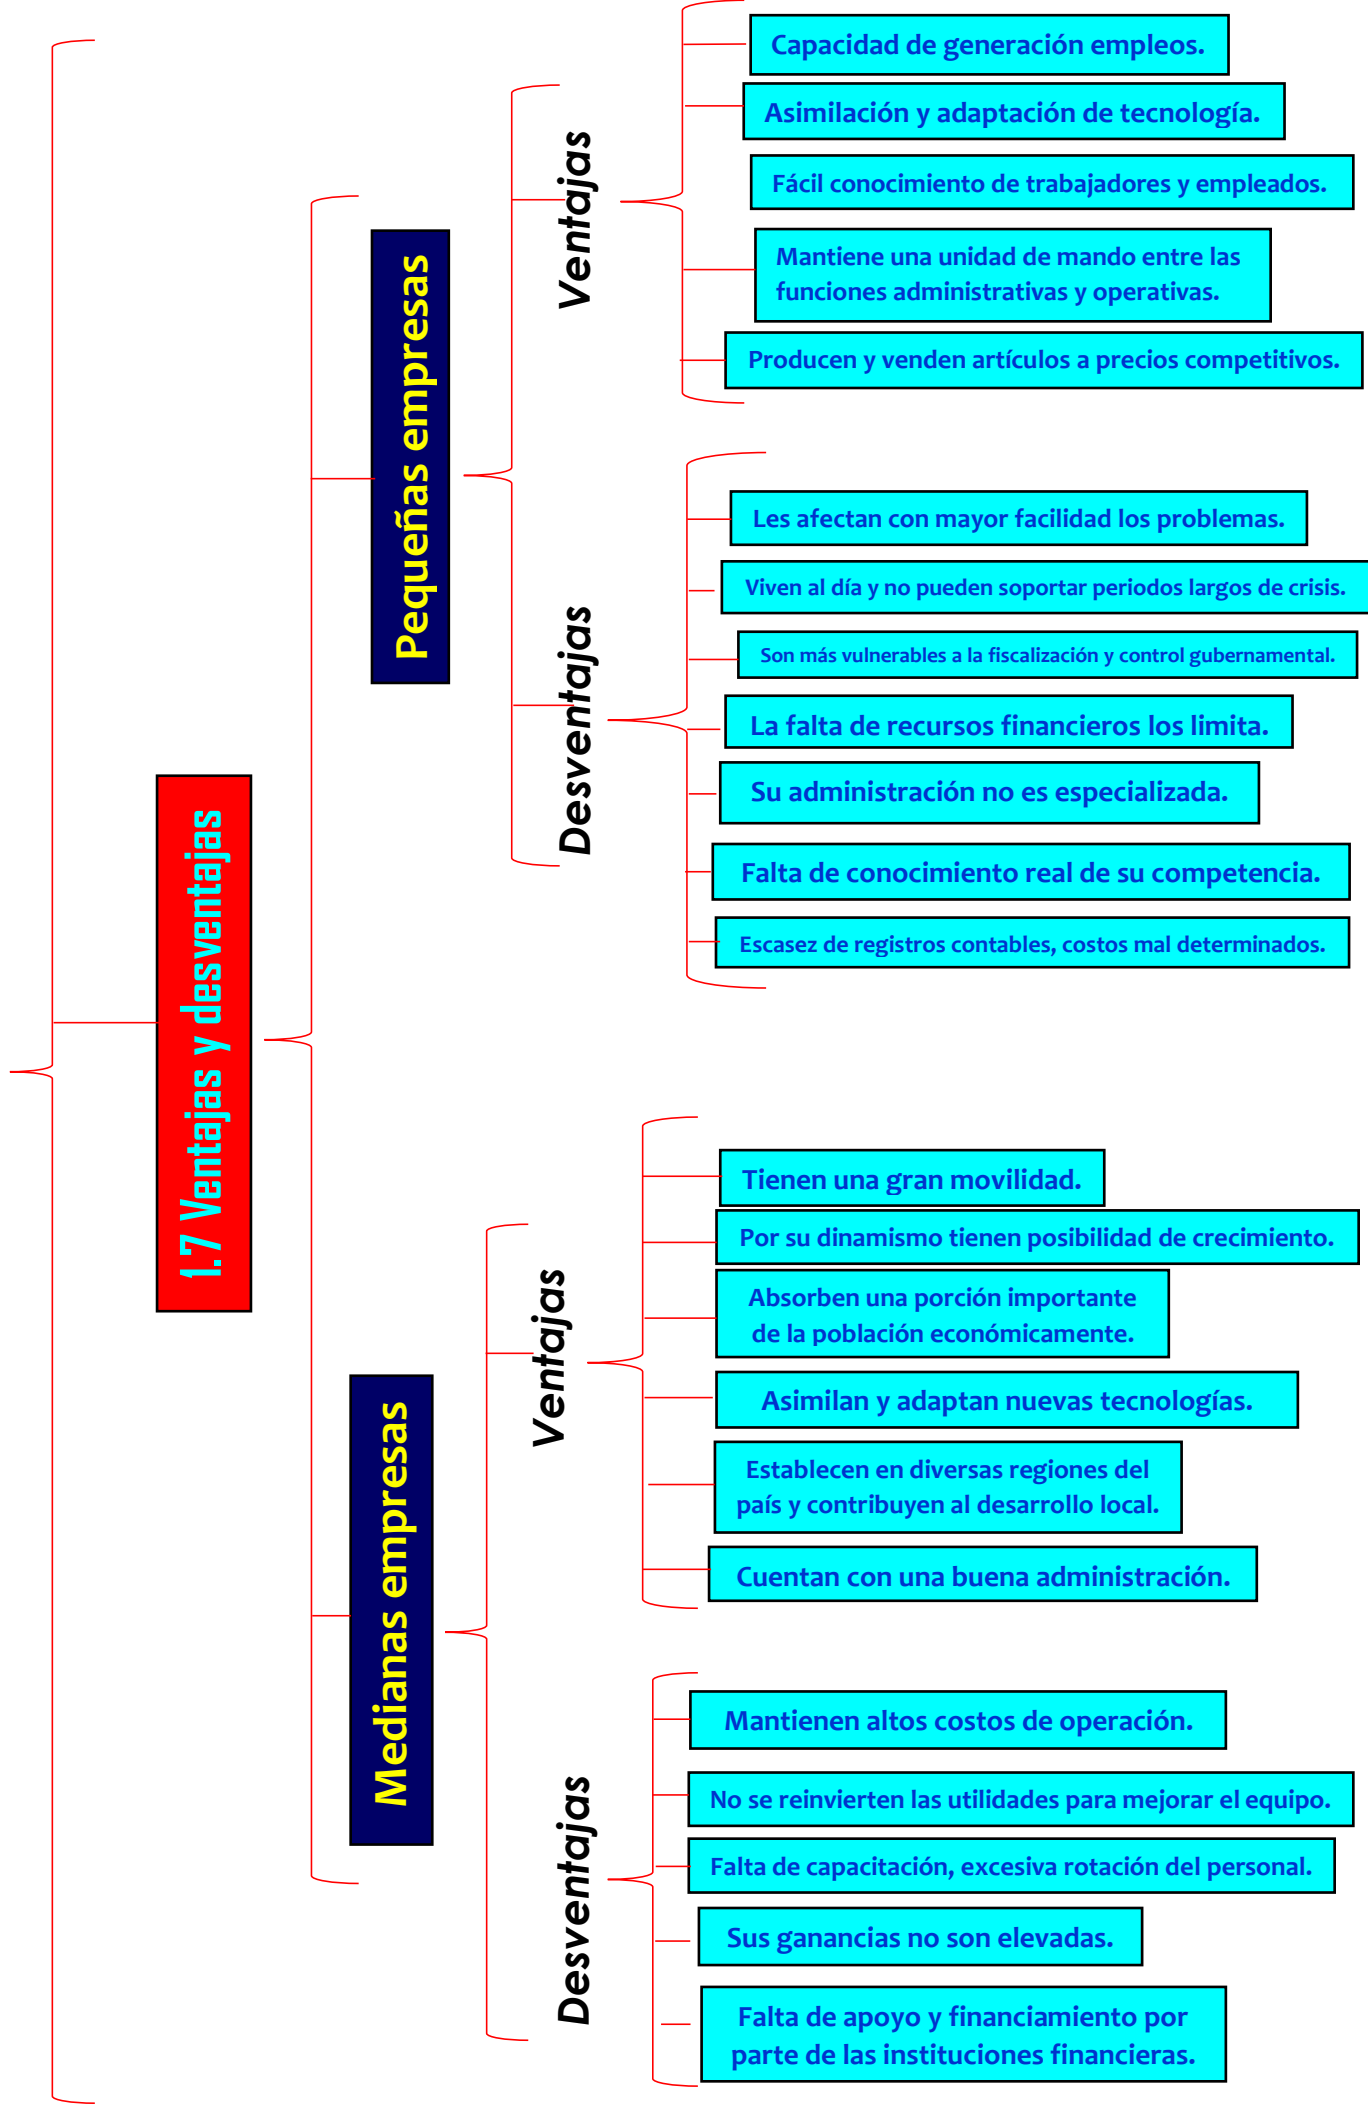 1.7 Ventajas y desventajas
Pequeñas empresas
Ventajas
Capacidad de generación empleos.
Asimilación y adaptación de tecnología.
Fácil conocimiento de trabajadores y empleados.
Mantiene una unidad de mando entre las
funciones administrativas y operativas.
Producen y venden artículos a precios competitivos.
Desventajas
Les afectan con mayor facilidad los problemas.
Viven al día y no pueden soportar periodos largos de crisis.
Son más vulnerables a la fiscalización y control gubernamental.
La falta de recursos financieros los limita.
Su administración no es especializada.
Falta de conocimiento real de su competencia.
Escasez de registros contables, costos mal determinados.
Medianas empresas
Ventajas
Tienen una gran movilidad.
Por su dinamismo tienen posibilidad de crecimiento.
Absorben una porción importante
de la población económicamente.
Asimilan y adaptan nuevas tecnologías.
Establecen en diversas regiones del
país y contribuyen al desarrollo local.
Cuentan con una buena administración.
Desventajas
Mantienen altos costos de operación.
No se reinvierten las utilidades para mejorar el equipo.
Falta de capacitación, excesiva rotación del personal.
Sus ganancias no son elevadas.
Falta de apoyo y financiamiento por
parte de las instituciones financieras.